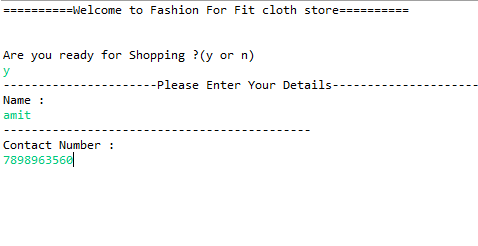 ==========Welcome to Fashion For Fit cloth store==========
Are you ready for Shopping ?(y or n)
y
----------------------Please Enter Your Details---------------------
Name :
amit
--------------------------------------------
Contact Number :
7898963560